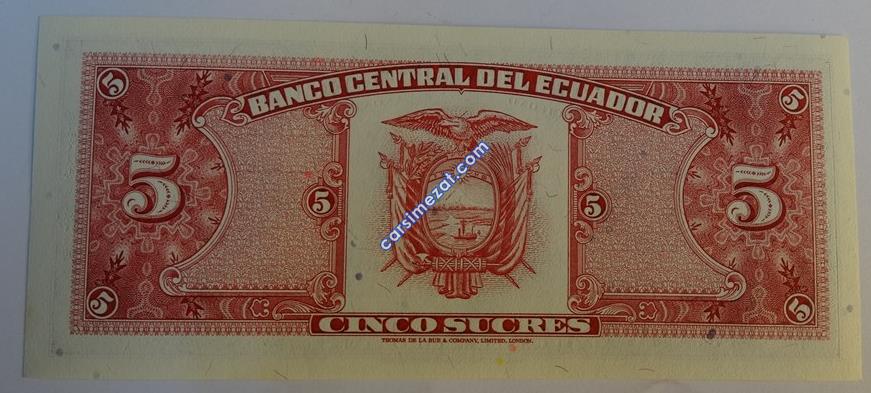 BANCO CENTRAL DEL ECUADOR
5 5
5 5
5 5
5 5
carsimezat.com
CINCO SUCRES
THOMAS DE LA RUE & COMPANY, LIMITED. LONDON.